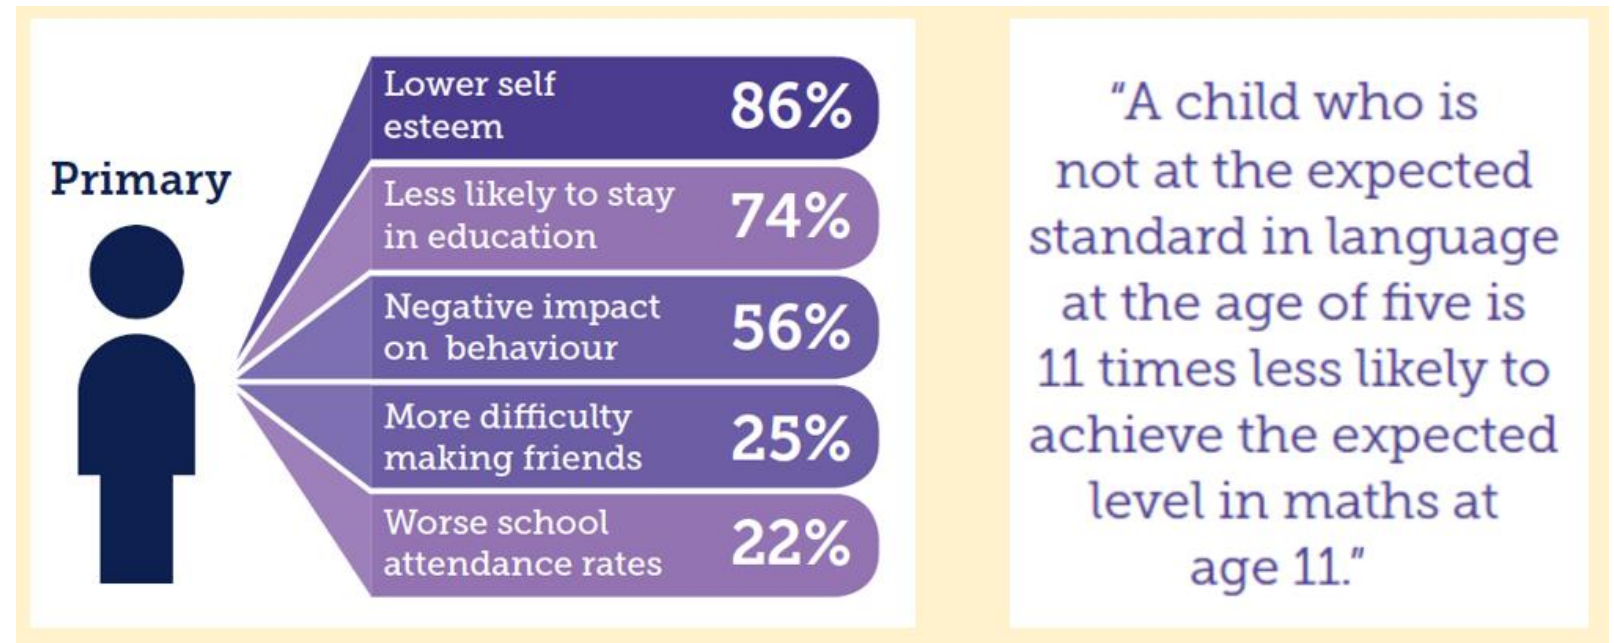 Primary
Lower self
esteem
86%
Less likely to stay
in education
74%
Negative impact
on behaviour
56%
More difficulty
making friends
25%
Worse school
attendance rates
22%
"A child who is
not at the expected
standard in language
at the age of five is
11 times less likely to
achieve the expected
level in maths at
age 11."